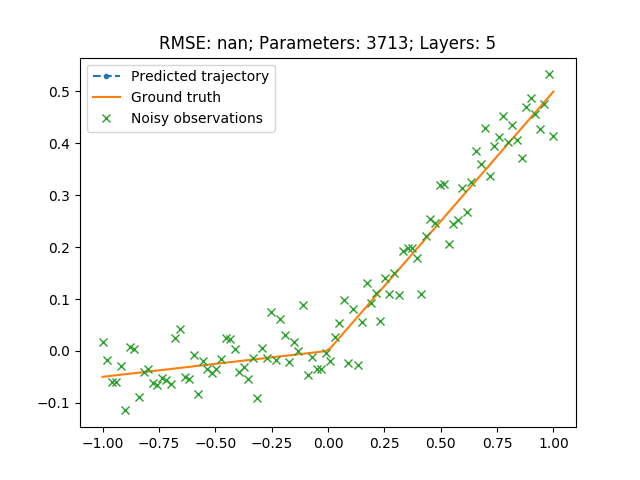 RMSE: nan; Parameters: 3713; Layers: 5
Predicted trajectory
Ground truth
Noisy observations
0.5
0.4
0.3
0.2
0.1
0.0
−0.1
−1.00 −0.75 −0.50 −0.25 0.00 0.25 0.50 0.75 1.00